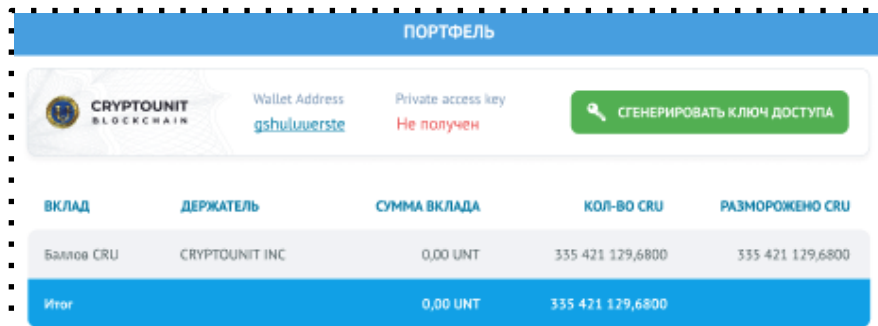 ПОРТФЕЛЬ
CRYPTOUNIT
BLOCKCHAIN
Wallet Address
gshuluuerste
Private access key
Не получен
СГЕНЕРИРОВАТЬ КЛЮЧ ДОСТУПА
ВКЛАД ДЕРЖАТЕЛЬ СУММА ВКЛАДА КОЛ-ВО CRU РАЗМОРОЖЕНО CRU
Баллов CRU CRYPTOUNIT INC 0,00 UNT 335 421 129,6800 335 421 129,6800
Итог 0,00 UNT 335 421 129,6800